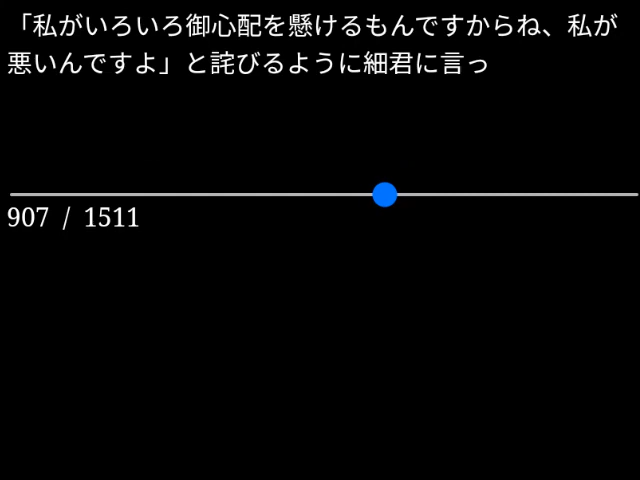 「私がいろいろ御心配を懸けるもんですからね、私が
悪いんですよ」と詫びるように細君に言っ
907 / 1511